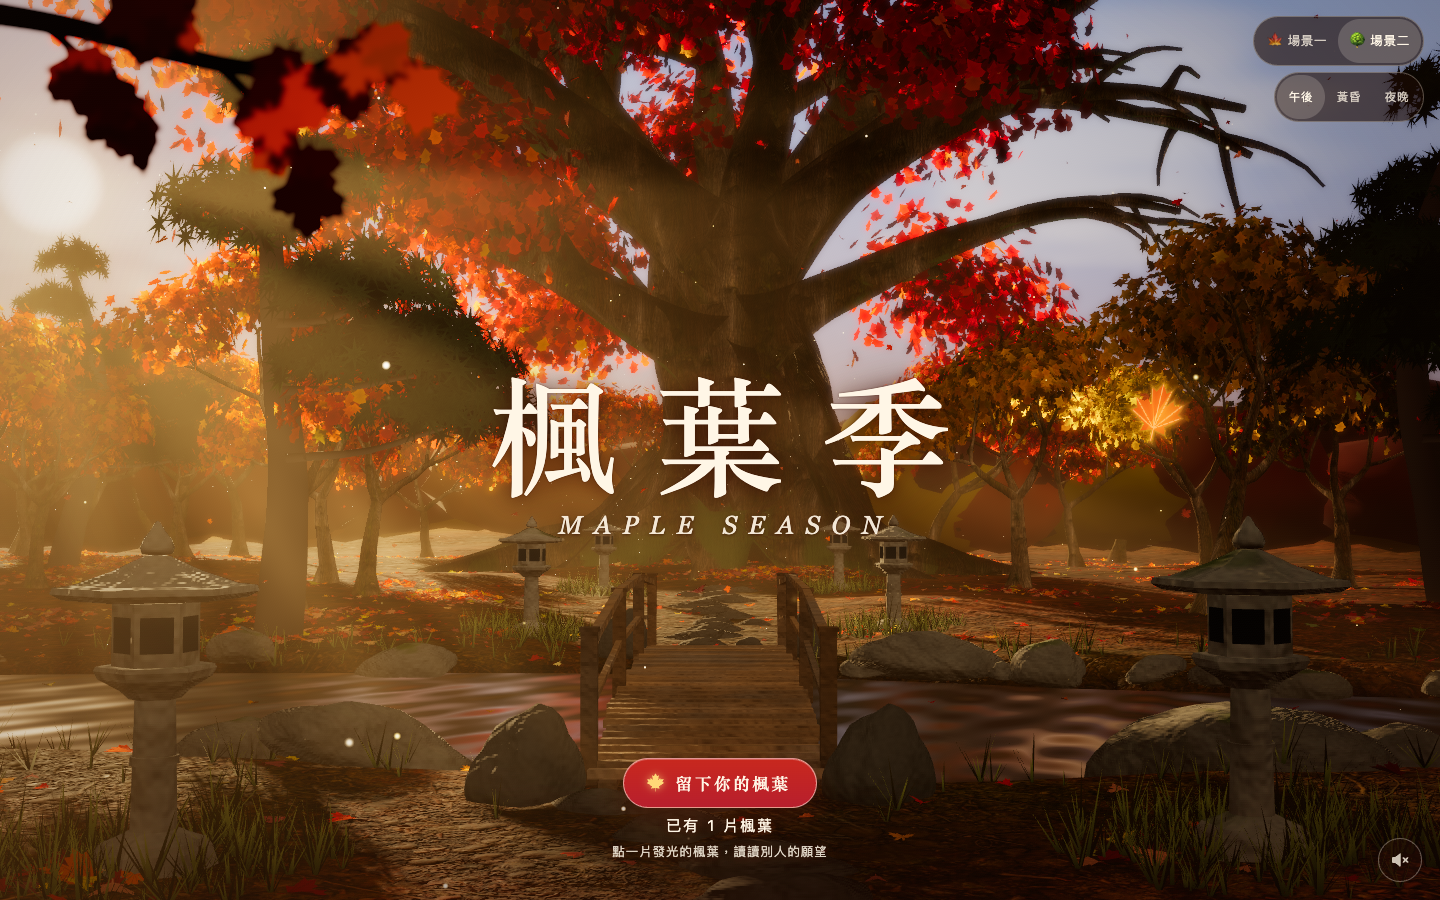 場景一
場景二
午後
黃昏
夜晚
楓葉季
MAPLE SEASON
留下你的楓葉
已有 1 片楓葉
點一片發光的楓葉，讀讀別人的願望